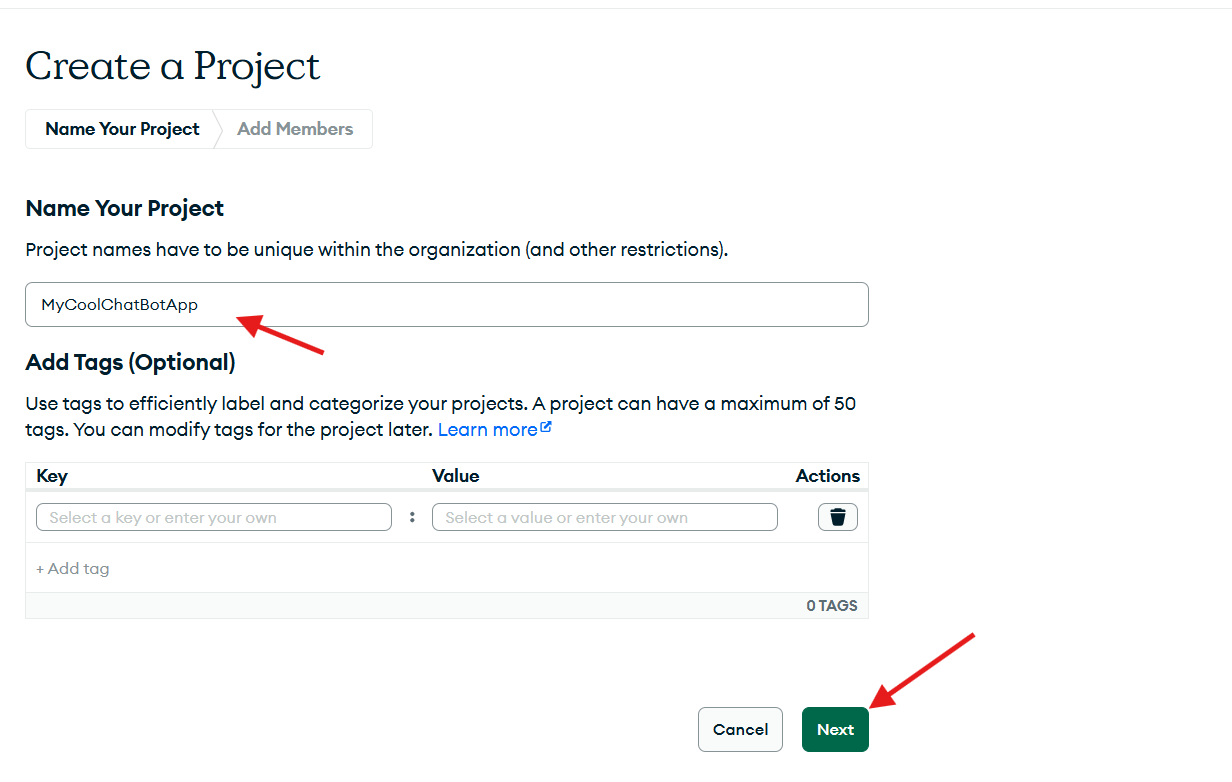 Create a Project
Name Your Project Add Members
Name Your Project
Project names have to be unique within the organization (and other restrictions).
MyCoolChatBotApp
Add Tags (Optional)
Use tags to efficiently label and categorize your projects. A project can have a maximum of 50
tags. You can modify tags for the project later. Learn more
Key Value Actions
Select a key or enter your own : Select a value or enter your own
+ Add tag
0 TAGS
Cancel Next